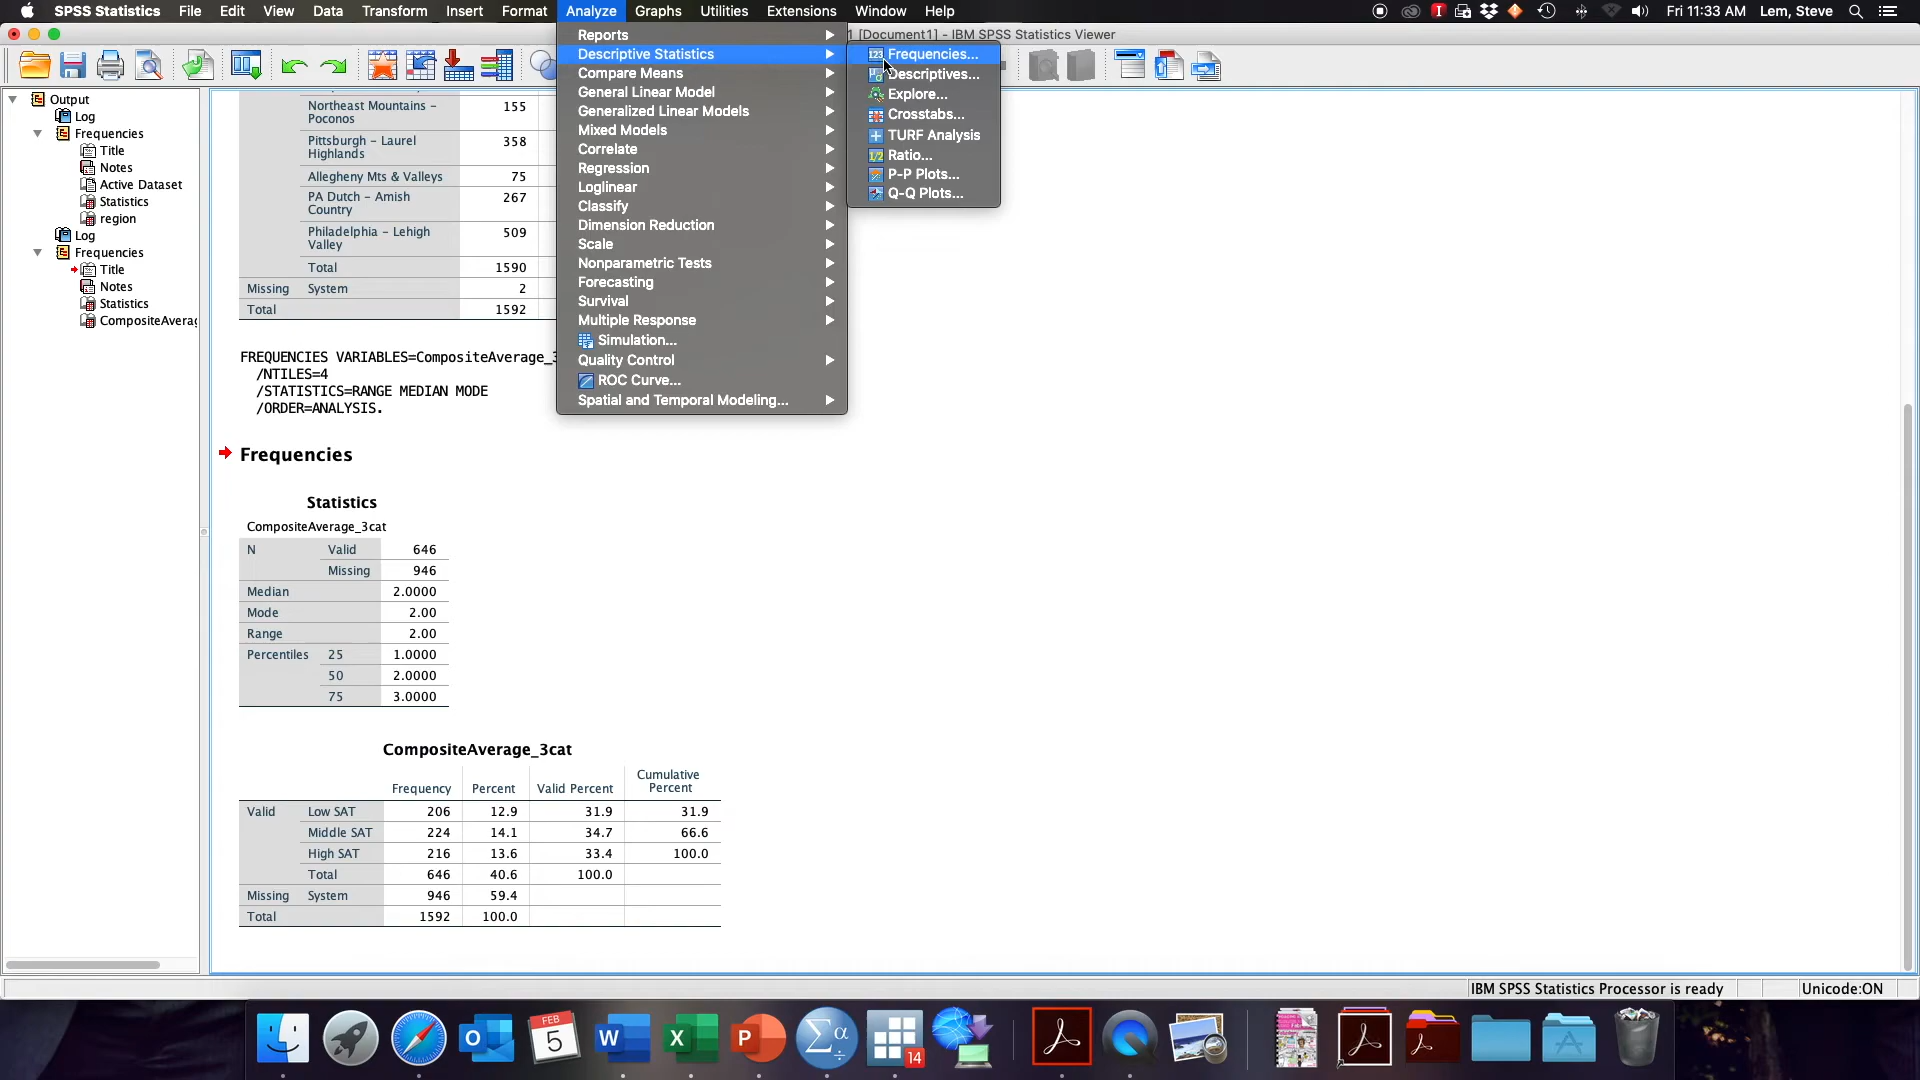 SPSS Statistics File Edit View Data Transform Insert Format Analyze Graphs Utilities Extensions Window Help Fri 11:33 AM Lem, Steve
[Document1] - IBM SPSS Statistics Viewer
Output
Log
Frequencies
Title
Notes
Active Dataset
Statistics
region
Log
Frequencies
Title
Notes
Statistics
Northeast Mountains - Poconos 155
Pittsburgh - Laurel Highlands 358
Allegheny Mts & Valleys 75
PA Dutch - Amish Country 267
Philadelphia - Lehigh Valley 509
Total 1590
Missing System 2
Total 1592
FREQUENCIES VARIABLES=CompositeAverage_3
/NTILES=4
/STATISTICS=RANGE MEDIAN MODE
/ORDER=ANALYSIS.
Frequencies
Statistics
CompositeAverage_3cat
N Valid 646
Missing 946
Median 2.0000
Mode 2.00
Range 2.00
Percentiles 25 1.0000
50 2.0000
75 3.0000
CompositeAverage_3cat
Frequency Percent Valid Percent Cumulative Percent
Valid Low SAT 206 12.9 31.9 31.9
Middle SAT 224 14.1 34.7 66.6
High SAT 216 13.6 33.4 100.0
Total 646 40.6 100.0
Missing System 946 59.4
Total 1592 100.0
Reports
Descriptive Statistics
Compare Means
General Linear Model
Generalized Linear Models
Mixed Models
Correlate
Regression
Loglinear
Classify
Dimension Reduction
Scale
Nonparametric Tests
Forecasting
Survival
Multiple Response
Simulation...
Quality Control
ROC Curve...
Spatial and Temporal Modeling...
Frequencies...
Descriptives...
Explore...
Crosstabs...
TURF Analysis
Ratio...
P-P Plots...
Q-Q Plots...
IBM SPSS Statistics Processor is ready Unicode:ON
FEB
5
14